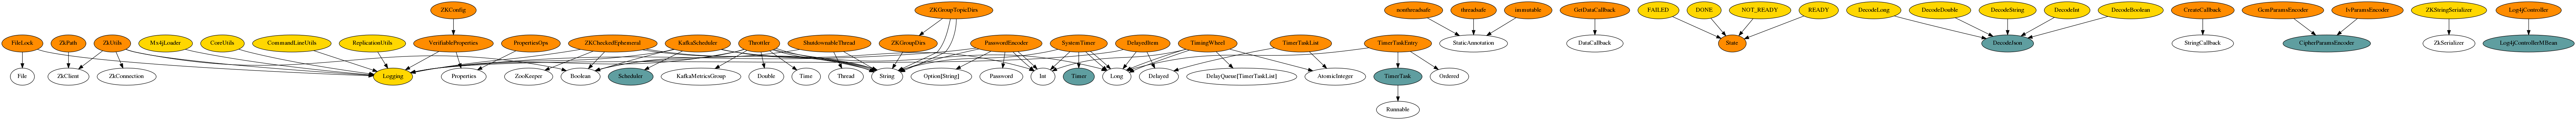 ZKConfig
ZKGroupTopicDirs
nonthreadsafe
threadsafe
immutable
GetDataCallback
FAILED
DONE
NOT_READY
READY
DecodeLong
DecodeDouble
DecodeString
DecodeInt
DecodeBoolean
CreateCallback
GcmParamsEncoder
IvParamsEncoder
ZKStringSerializer
Log4jController
FileLock
ZkPath
ZkUtils
Mx4jLoader
CoreUtils
CommandLineUtils
ReplicationUtils
VerifiableProperties
PropertiesOps
ZKCheckedEphemeral
KafkaScheduler
Throttler
ShutdownableThread
ZKGroupDirs
PasswordEncoder
SystemTimer
DelayedItem
TimingWheel
TimerTaskList
TimerTaskEntry
StaticAnnotation
DataCallback
State
DecodeJson
StringCallback
CipherParamsEncoder
ZkSerializer
Log4jControllerMBean
File
ZkClient
ZkConnection
Logging
Properties
ZooKeeper
Boolean
Scheduler
KafkaMetricsGroup
Double
Time
Thread
String
Option[String]
Password
Int
Timer
Long
Delayed
DelayQueue[TimerTaskList]
AtomicInteger
TimerTask
Ordered
Runnable